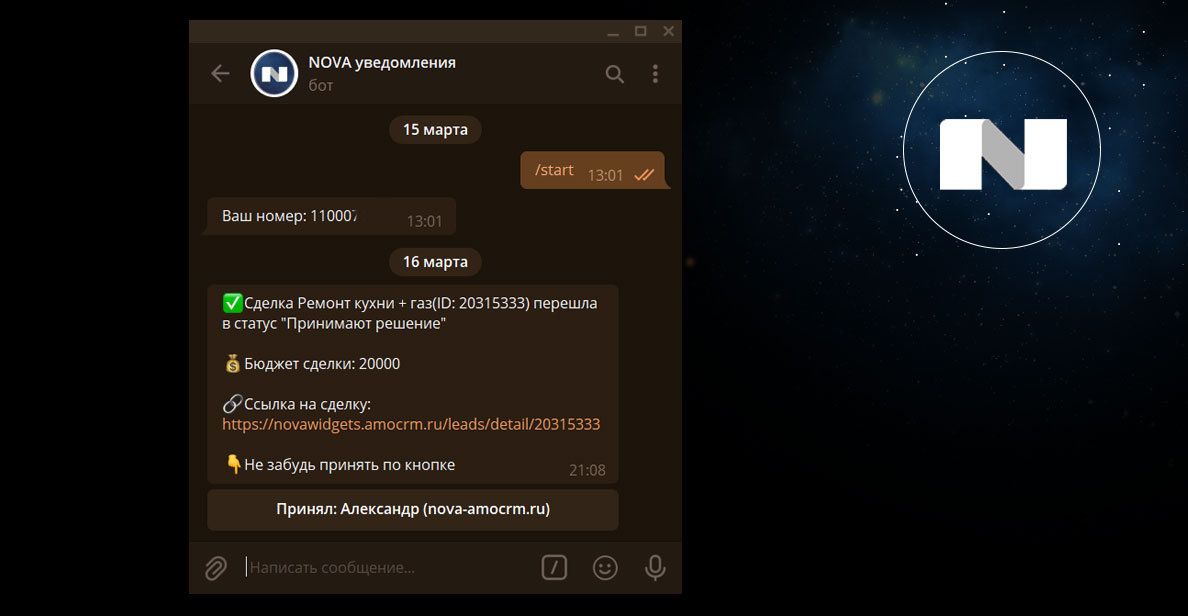 NOVA уведомления
бот
15 марта
/start 13:01
Ваш номер: 110007 13:01
16 марта
✅Сделка Ремонт кухни + газ(ID: 20315333) перешла
в статус "Принимают решение"
💰Бюджет сделки: 20000
🔗Ссылка на сделку:
https://novawidgets.amocrm.ru/leads/detail/20315333
👇Не забудь принять по кнопке 21:08
Принял: Александр (nova-amocrm.ru)
Написать сообщение...